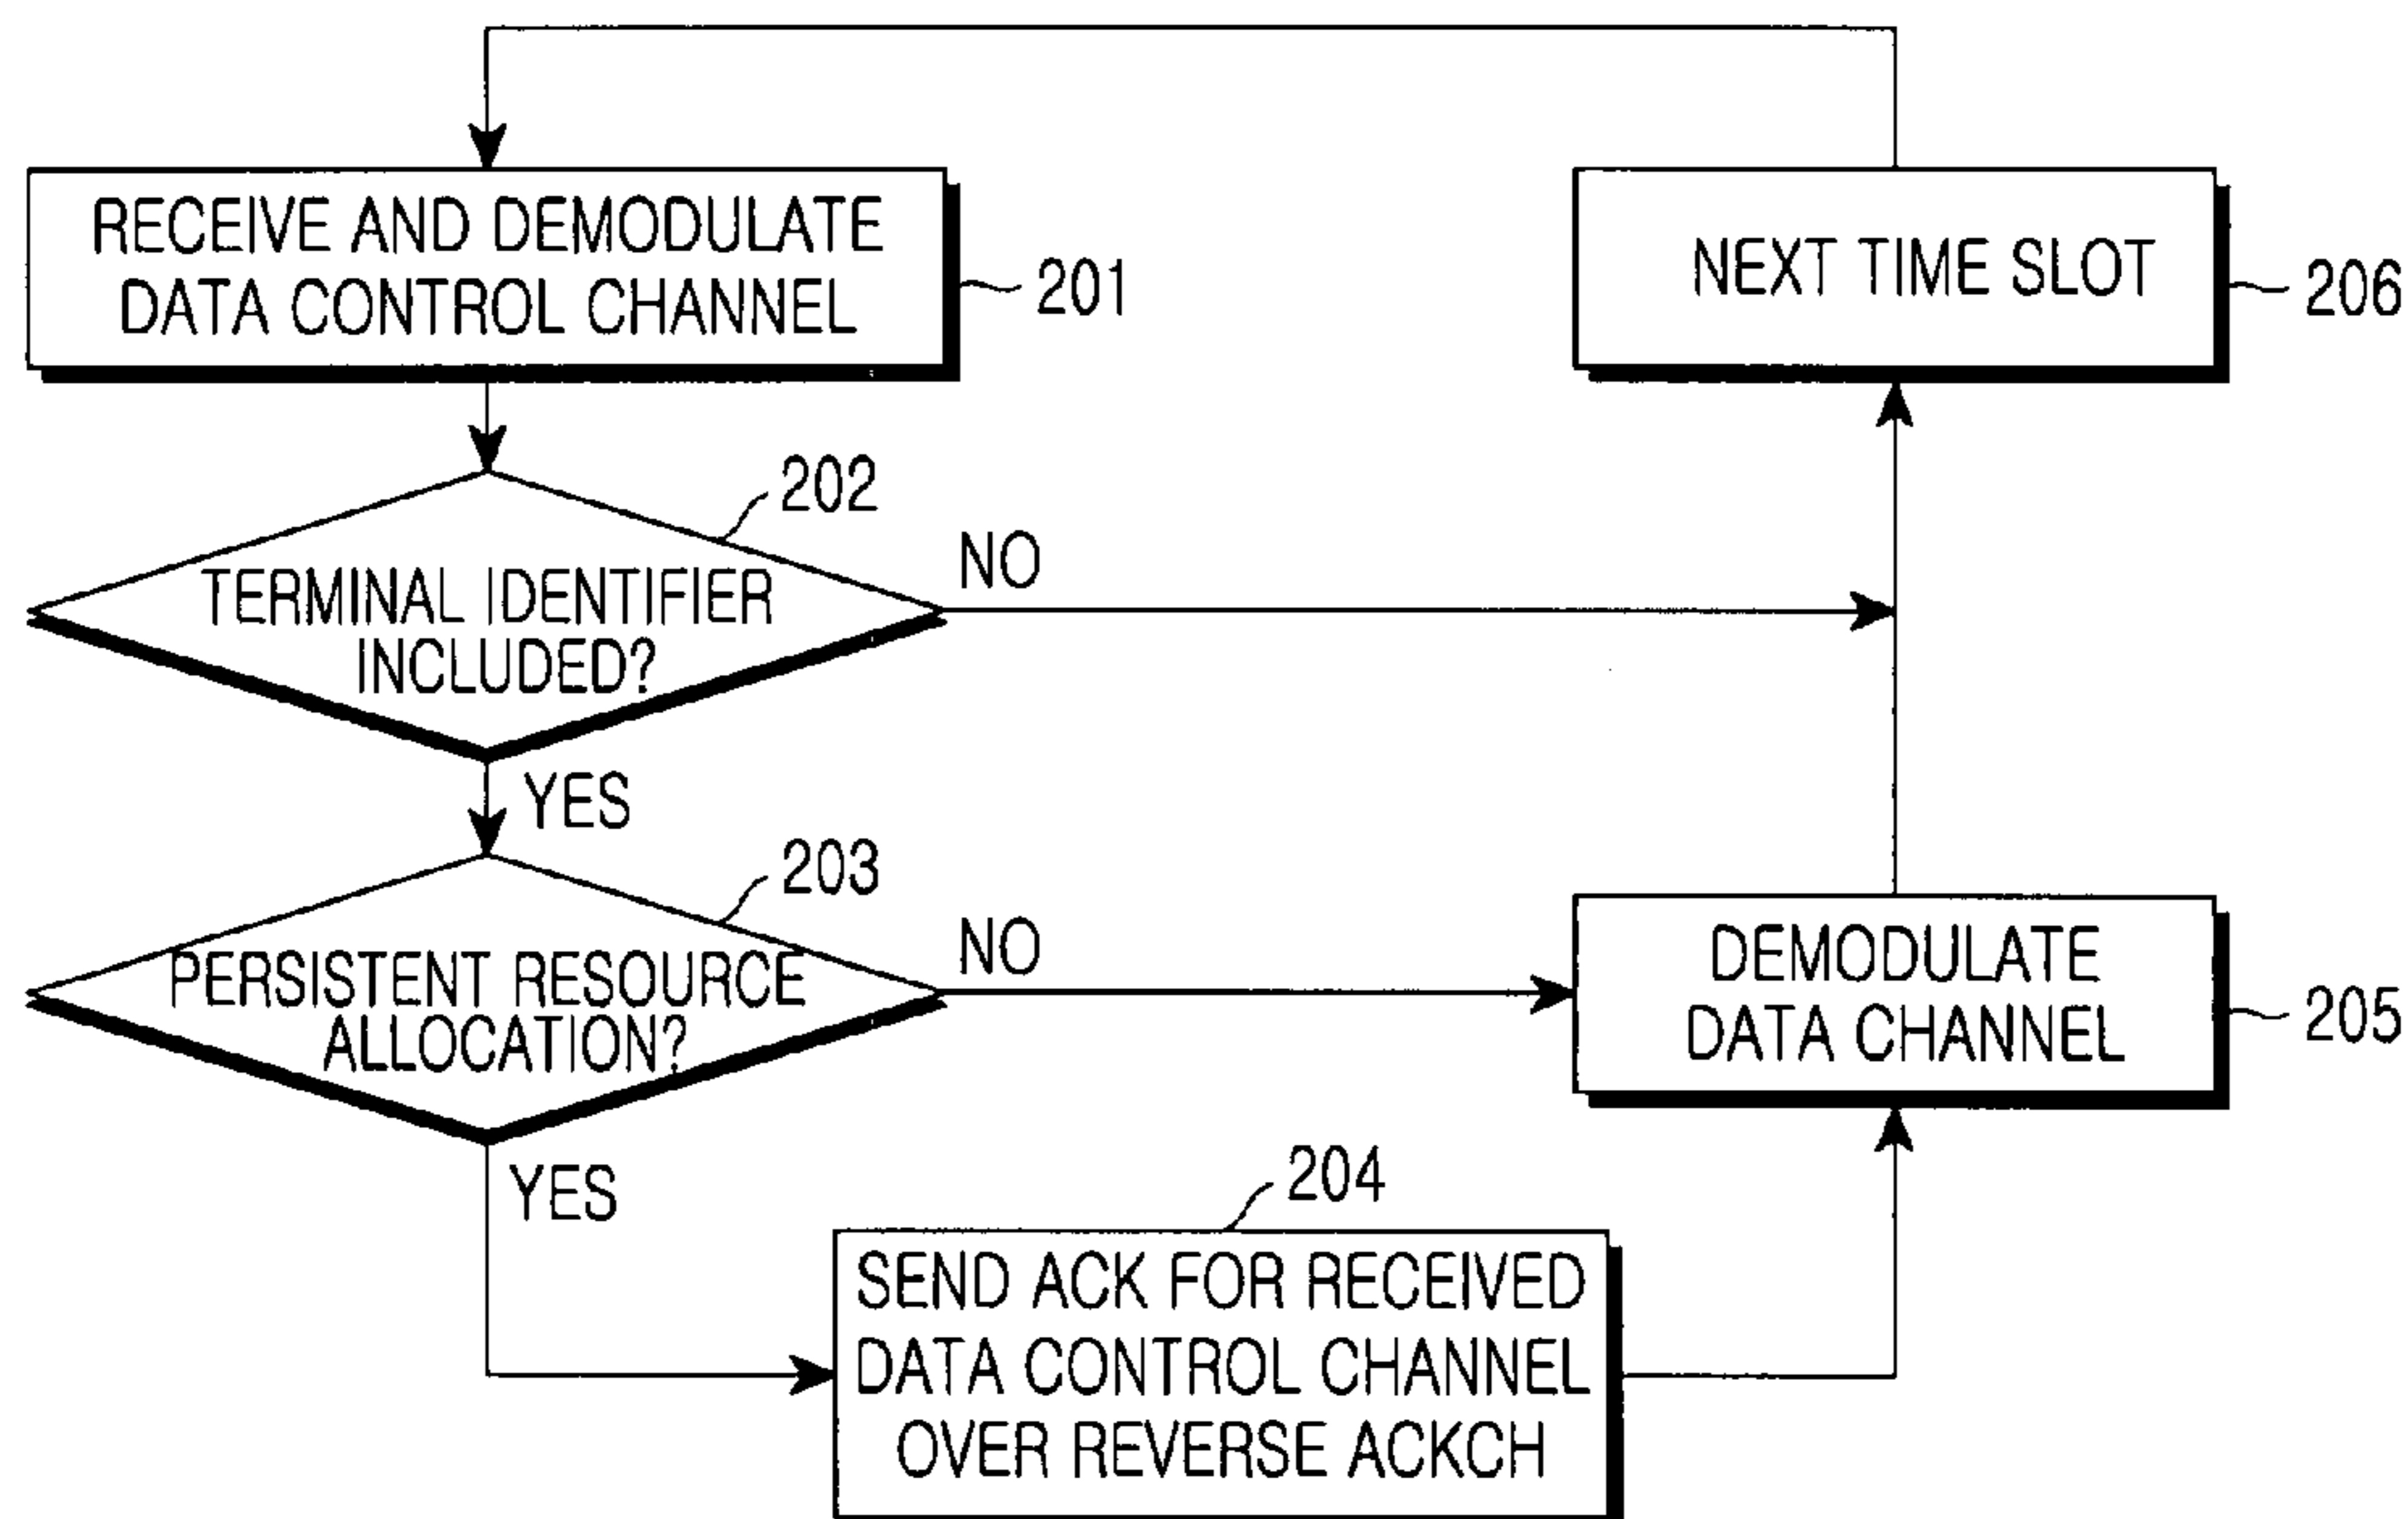 RECEIVE AND DEMODULATE
DATA CONTROL CHANNEL
201
NEXT TIME SLOT
206
202
TERMINAL IDENTIFIER
INCLUDED?
NO
YES
203
PERSISTENT RESOURCE
ALLOCATION?
NO
DEMODULATE
DATA CHANNEL
205
YES
204
SEND ACK FOR RECEIVED
DATA CONTROL CHANNEL
OVER REVERSE ACKCH